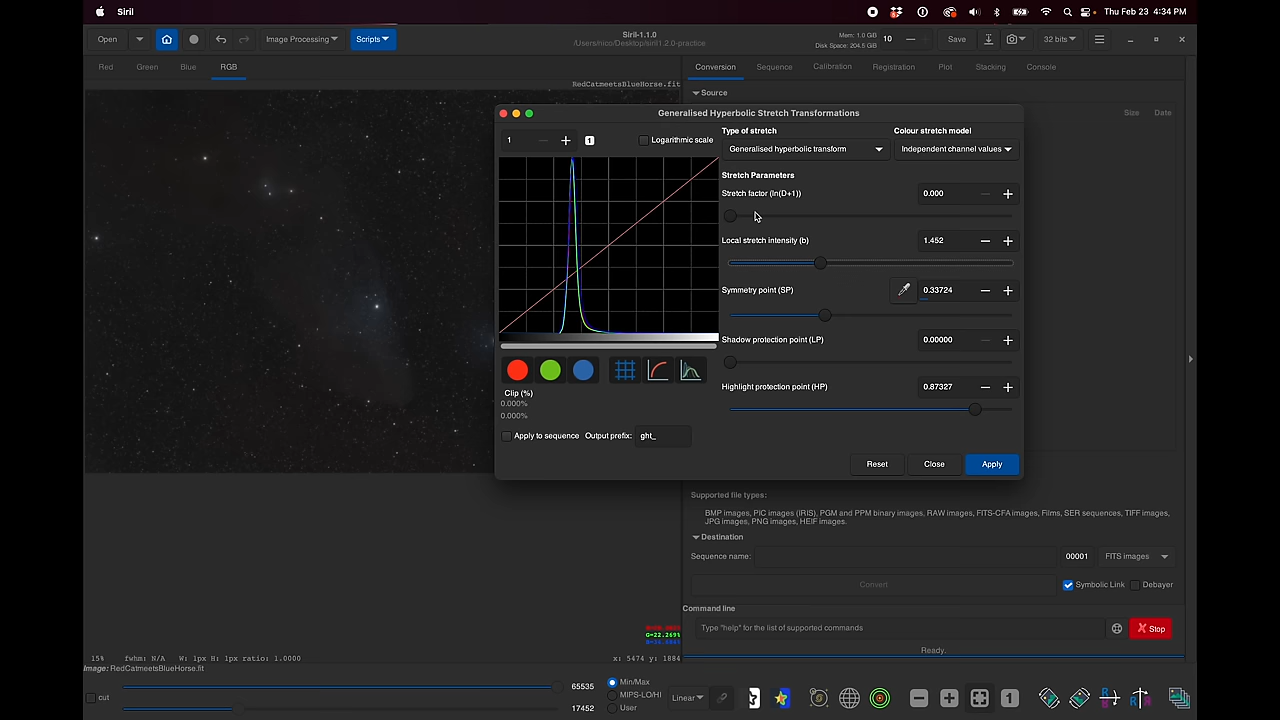 Siril
Thu Feb 23 4:34 PM
Open
Image Processing
Scripts
Siril-1.1.0
/Users/nico/Desktop/siril1.2.0-practice
Mem: 1.0 GB
Disk Space: 204.5 GB
10
Save
32 bits
Red
Green
Blue
RGB
RedCatmeetsBlueHorse.fit
Conversion
Sequence
Calibration
Registration
Plot
Stacking
Console
Source
Size
Date
Generalised Hyperbolic Stretch Transformations
1
1
Logarithmic scale
Type of stretch
Colour stretch model
Generalised hyperbolic transform
Independent channel values
Stretch Parameters
Stretch factor (ln(D+1))
0.000
Local stretch intensity (b)
1.452
Symmetry point (SP)
0.33724
Shadow protection point (LP)
0.00000
Highlight protection point (HP)
0.87327
Clip (%)
0.000%
0.000%
Apply to sequence
Output prefix:
ght_
Reset
Close
Apply
Supported file types:
BMP images, PIC images (IRIS), PGM and PPM binary images, RAW images, FITS-CFA images, Films, SER sequences, TIFF images,
JPG images, PNG images, HEIF images.
Destination
Sequence name:
00001
FITS images
Convert
Symbolic Link
Debayer
Command line
Type "help" for the list of supported commands
Stop
Ready.
G=22.269%
15%
fwhm: N/A
W: 1px H: 1px ratio: 1.0000
x: 5474 y: 1884
Image: RedCatmeetsBlueHorse.fit
cut
65535
17452
Min/Max
MIPS-LO/HI
User
Linear
1